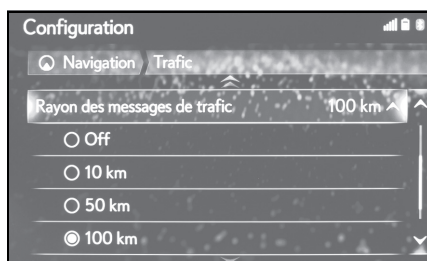 Configuration
Navigation Trafic
Rayon des messages de trafic 100 km
Off
10 km
50 km
100 km